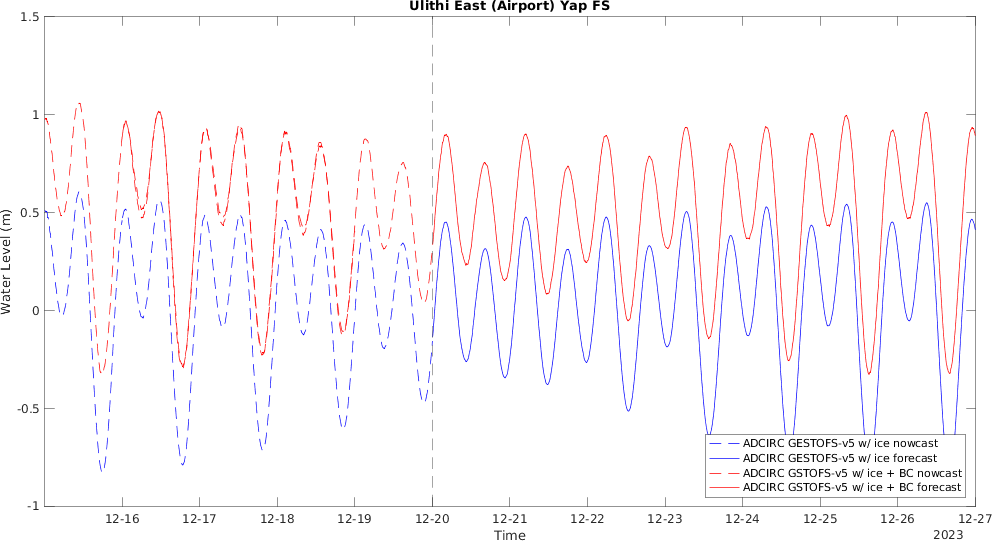 Ulithi East (Airport) Yap FS
1.5
1
0.5
0
-0.5
-1
Water Level (m)
12-16
12-17
12-18
12-19
12-20
12-21
12-22
12-23
12-24
12-25
12-26
12-27
Time
2023
ADCIRC GESTOFS-v5 w/ ice nowcast
ADCIRC GESTOFS-v5 w/ ice forecast
ADCIRC GSTOFS-v5 w/ ice + BC nowcast
ADCIRC GSTOFS-v5 w/ ice + BC forecast